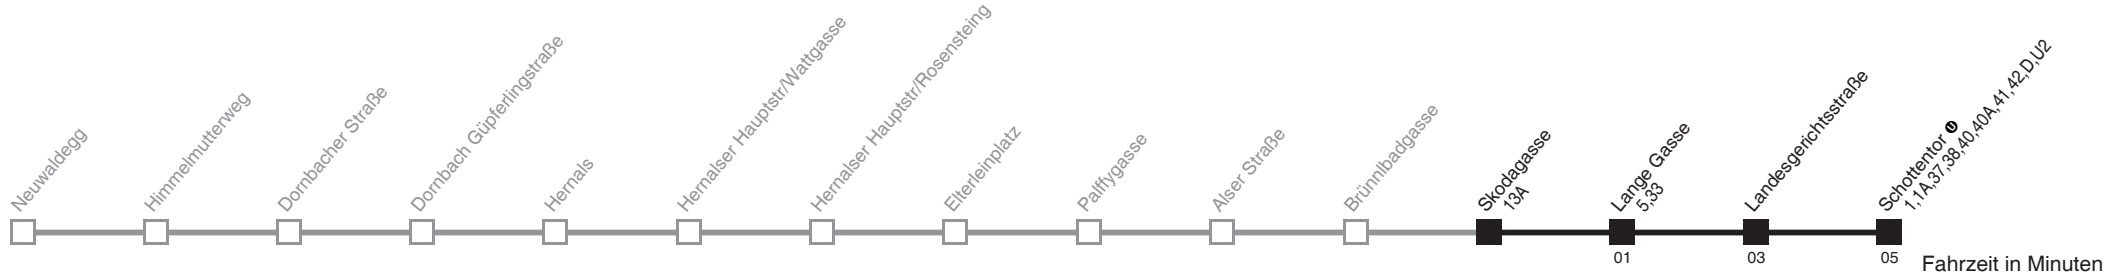 Neuwaldegg
Himmelmutterweg
Dornbacher Straße
Dornbach Güpferlingstraße
Hernals
Hernalser Hauptstr/Wattgasse
Hernalser Hauptstr/Rosensteing
Elterleinplatz
Palffygasse
Alser Straße
Brünnlbadgasse
Skodagasse
13A
Lange Gasse
5,33
Landesgerichtsstraße
Schottentor U
1,1A,37,38,40,40A,41,42,D,U2
01
03
05
Fahrzeit in Minuten